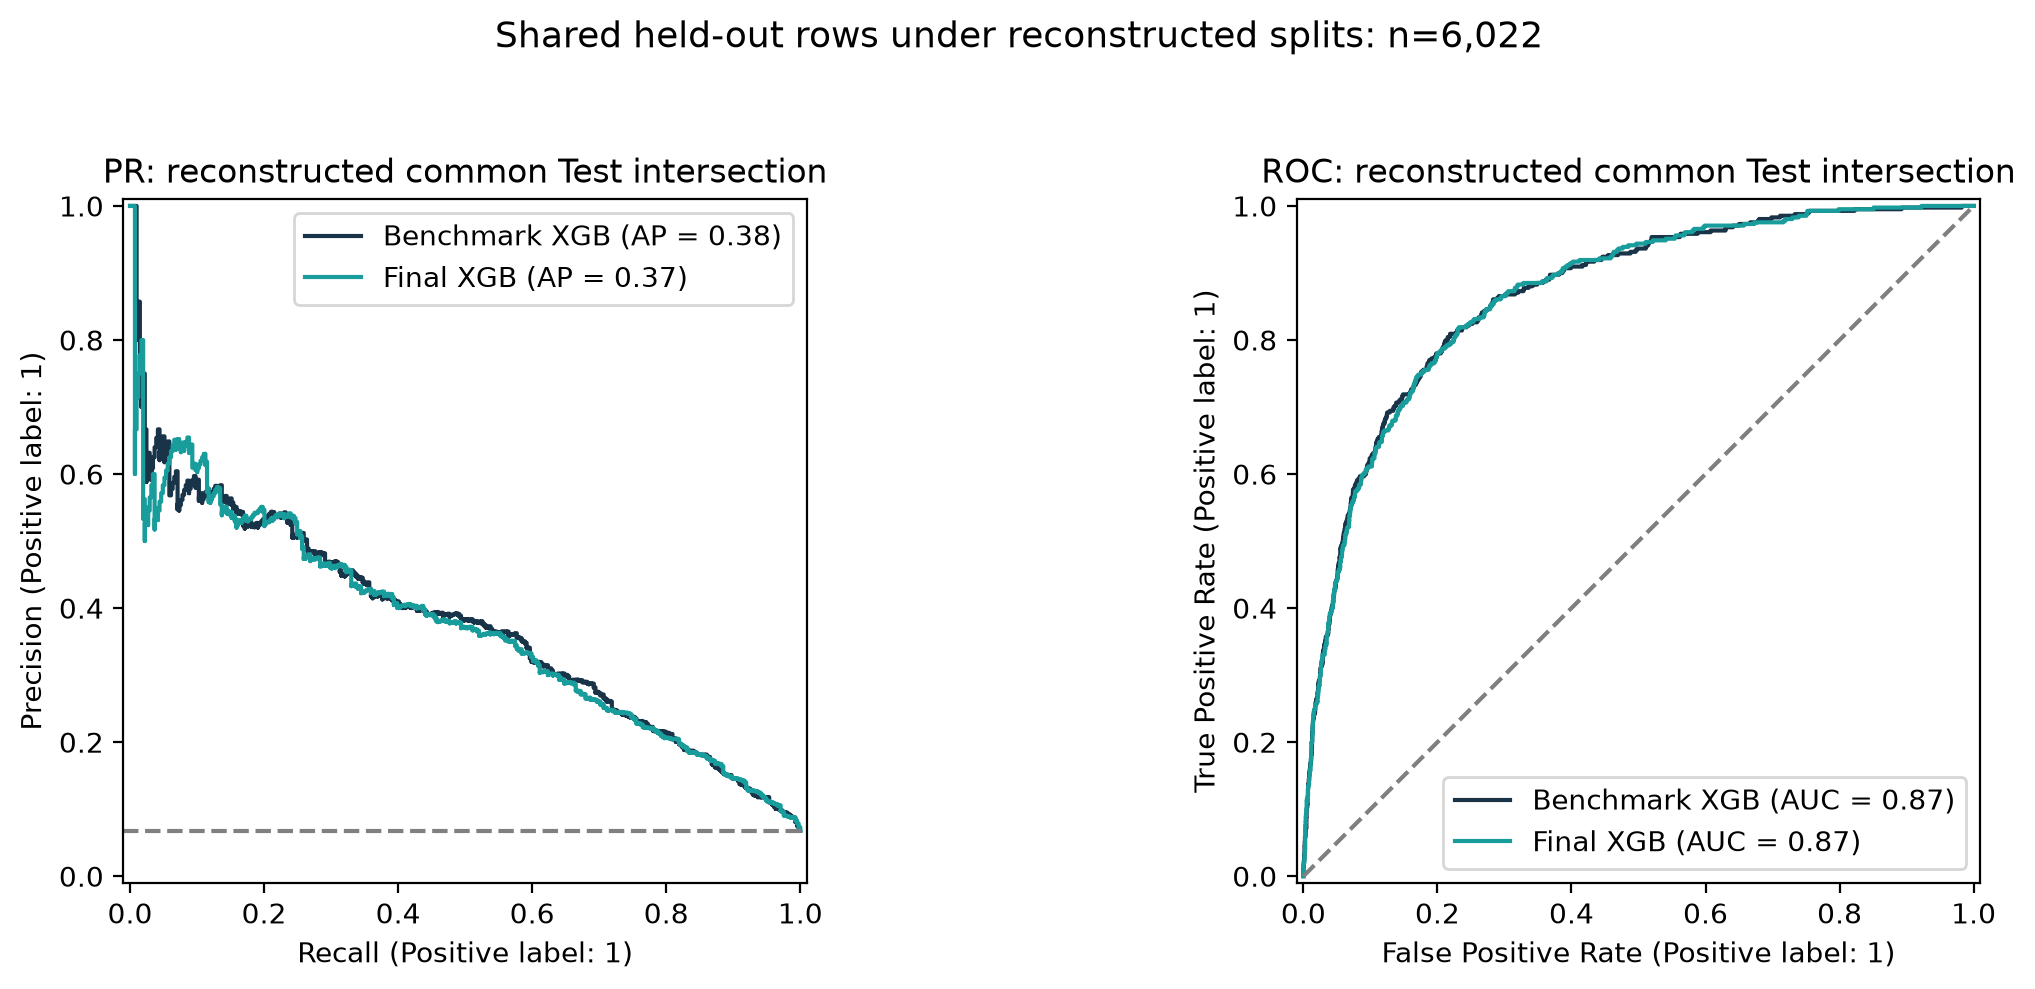 Shared held-out rows under reconstructed splits: n=6,022
PR: reconstructed common Test intersection
Precision (Positive label: 1)
1.0
0.8
0.6
0.4
0.2
0.0
Benchmark XGB (AP = 0.38)
Final XGB (AP = 0.37)
0.0 0.2 0.4 0.6 0.8 1.0
Recall (Positive label: 1)
ROC: reconstructed common Test intersection
True Positive Rate (Positive label: 1)
1.0
0.8
0.6
0.4
0.2
0.0
Benchmark XGB (AUC = 0.87)
Final XGB (AUC = 0.87)
0.0 0.2 0.4 0.6 0.8 1.0
False Positive Rate (Positive label: 1)